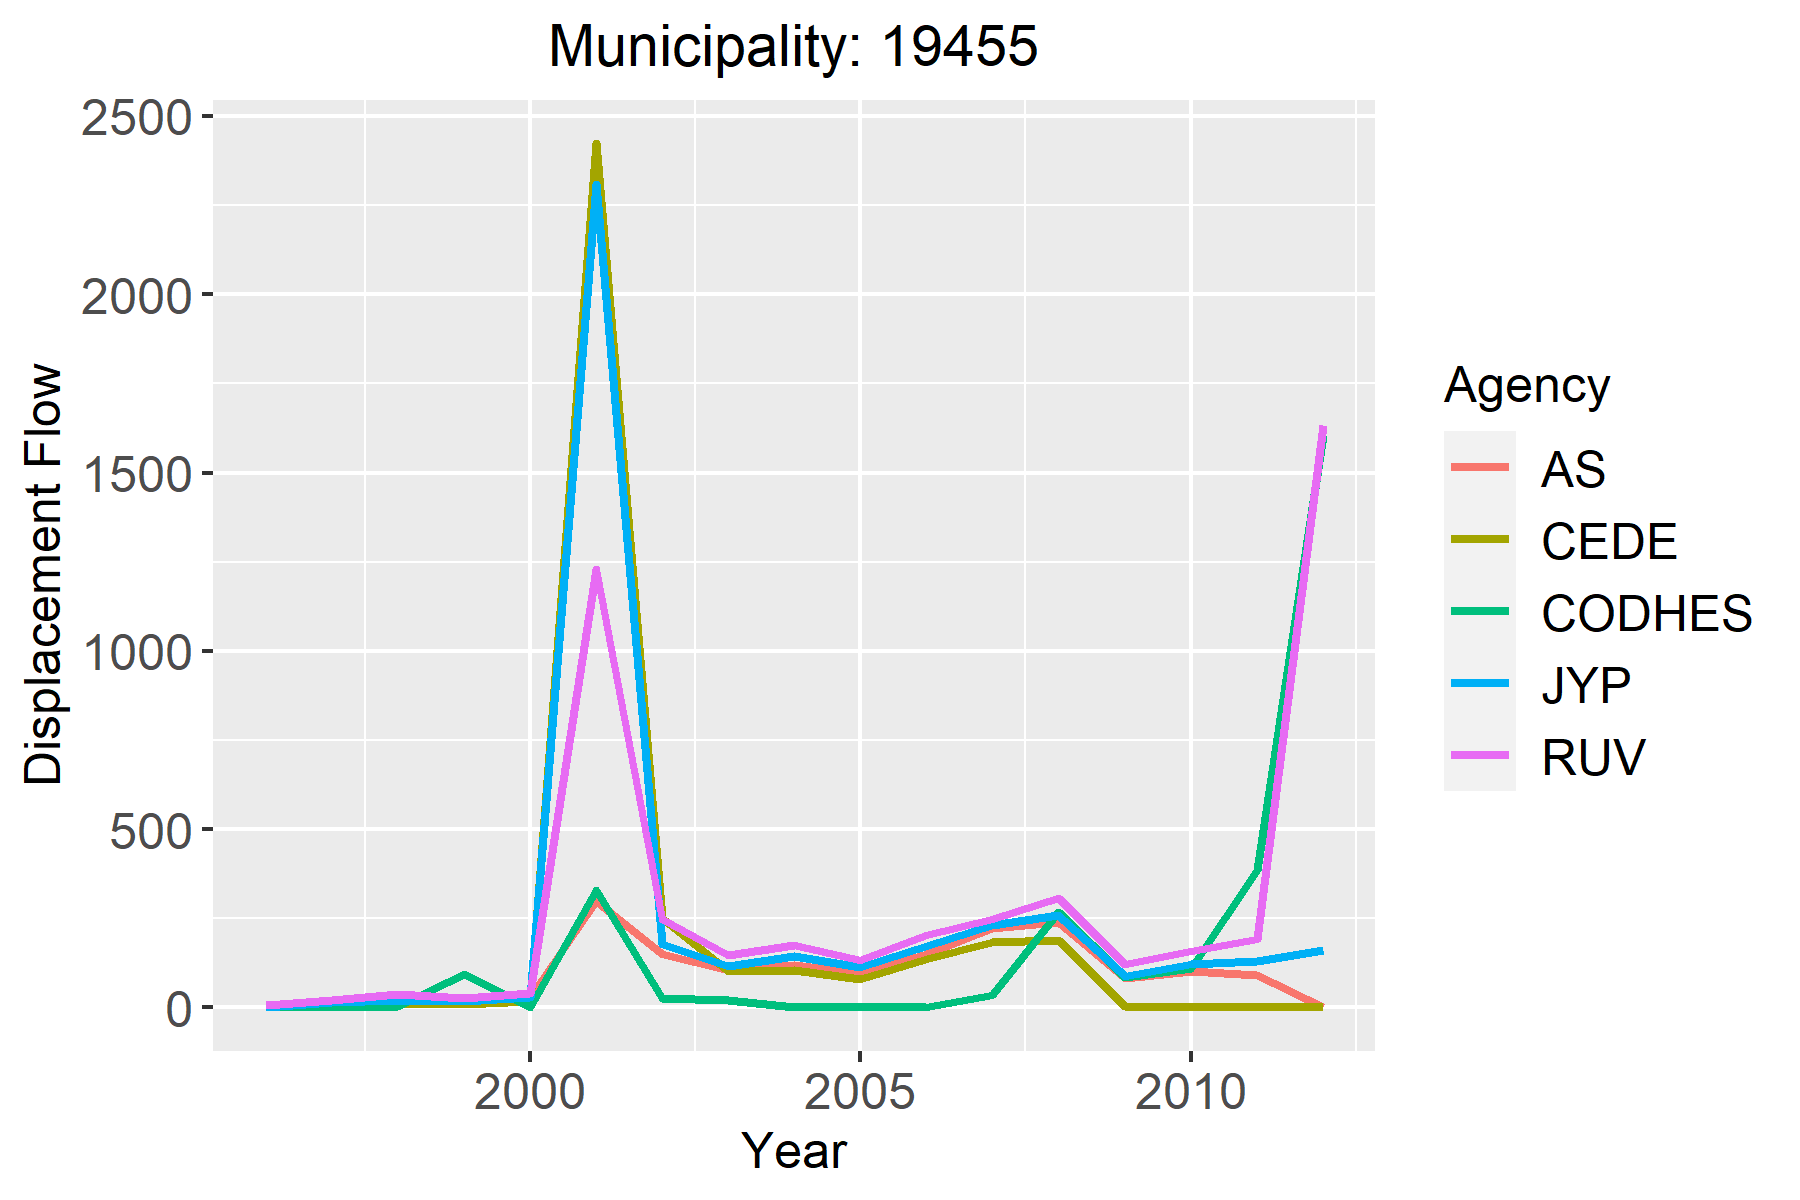 Municipality: 19455
2500
2000
1500
1000
500
0
Displacement Flow
2000 2005 2010
Year
Agency
AS
CEDE
CODHES
JYP
RUV